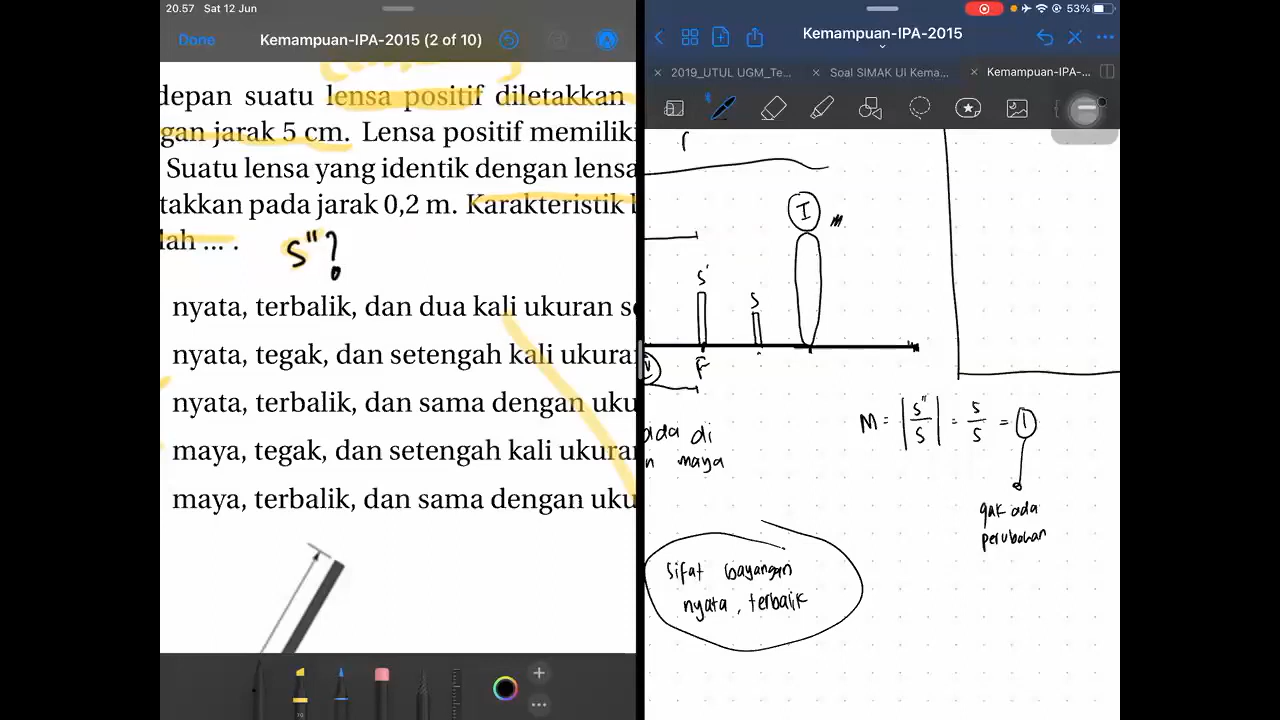 20.57 Sat 12 Jun
53%
Done
Kemampuan-IPA-2015 (2 of 10)
Kemampuan-IPA-2015
2019_UTUL UGM_Te...
Soal SIMAK UI Kema...
Kemampuan-IPA-...
depan suatu lensa positif diletakkan
gan jarak 5 cm. Lensa positif memiliki
Suatu lensa yang identik dengan lensa
takkan pada jarak 0,2 m. Karakteristik
lah ... .
S"?
nyata, terbalik, dan dua kali ukuran se
nyata, tegak, dan setengah kali ukuran
nyata, terbalik, dan sama dengan uku
maya, tegak, dan setengah kali ukuran
maya, terbalik, dan sama dengan uku
I
S' S
F
M = |S"/S| = 5/5 = 1
ada di
maya
gak ada
perubahan
sifat bayangan
nyata, terbalik